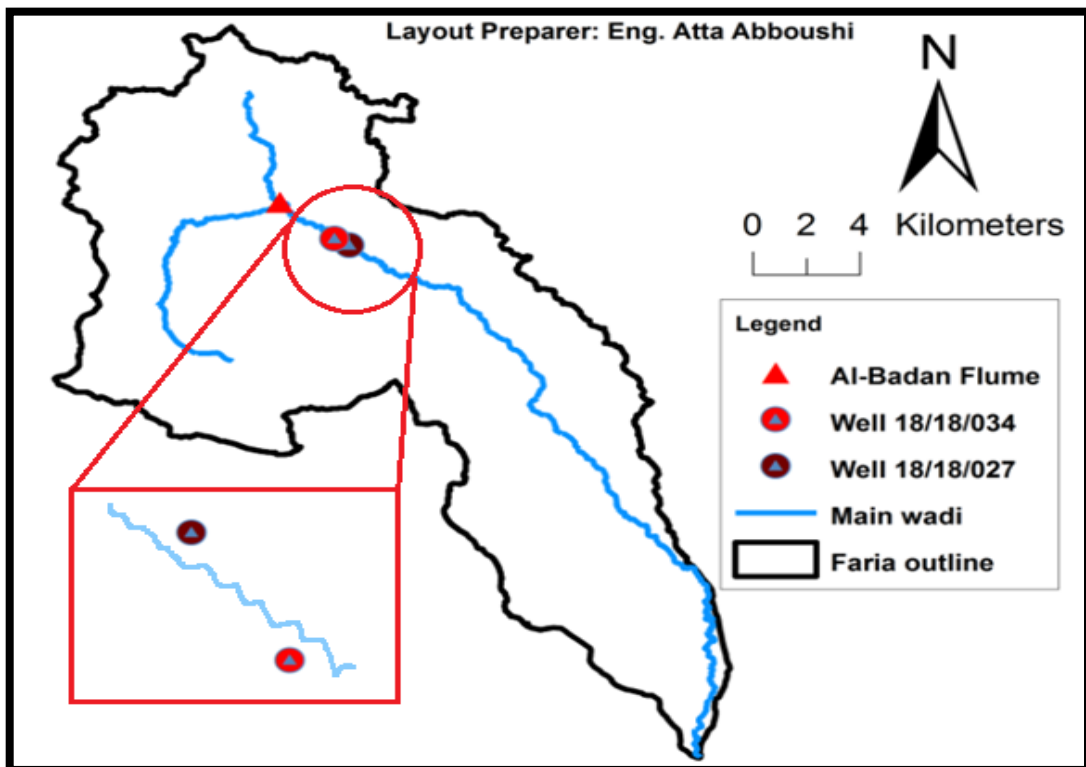 Layout Preparer: Eng. Atta Abboushi
N
0 2 4 Kilometers
Legend
Al-Badan Flume
Well 18/18/034
Well 18/18/027
Main wadi
Faria outline